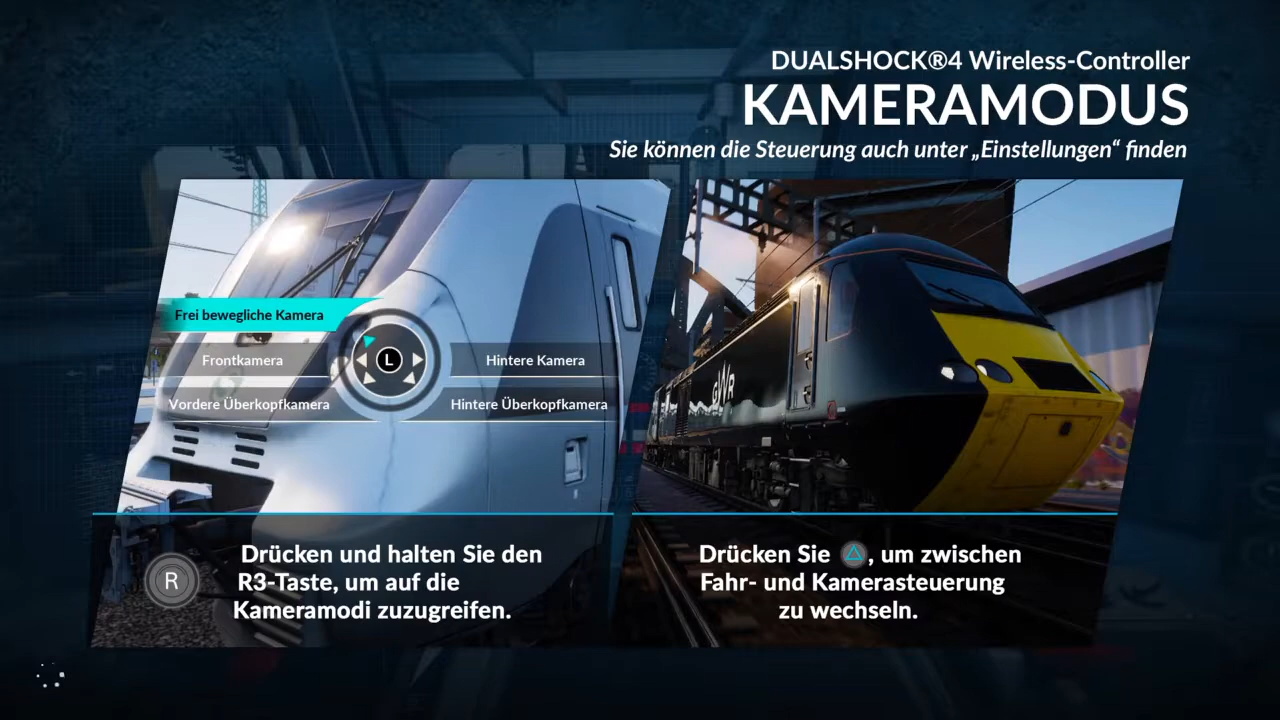 DUALSHOCK®4 Wireless-Controller
KAMERAMODUS
Sie können die Steuerung auch unter „Einstellungen“ finden
Frei bewegliche Kamera
Frontkamera
L
Hintere Kamera
Vordere Überkopfkamera
Hintere Überkopfkamera
GWR
R
Drücken und halten Sie den
R3-Taste, um auf die
Kameramodi zuzugreifen.
Drücken Sie , um zwischen
Fahr- und Kamerasteuerung
zu wechseln.